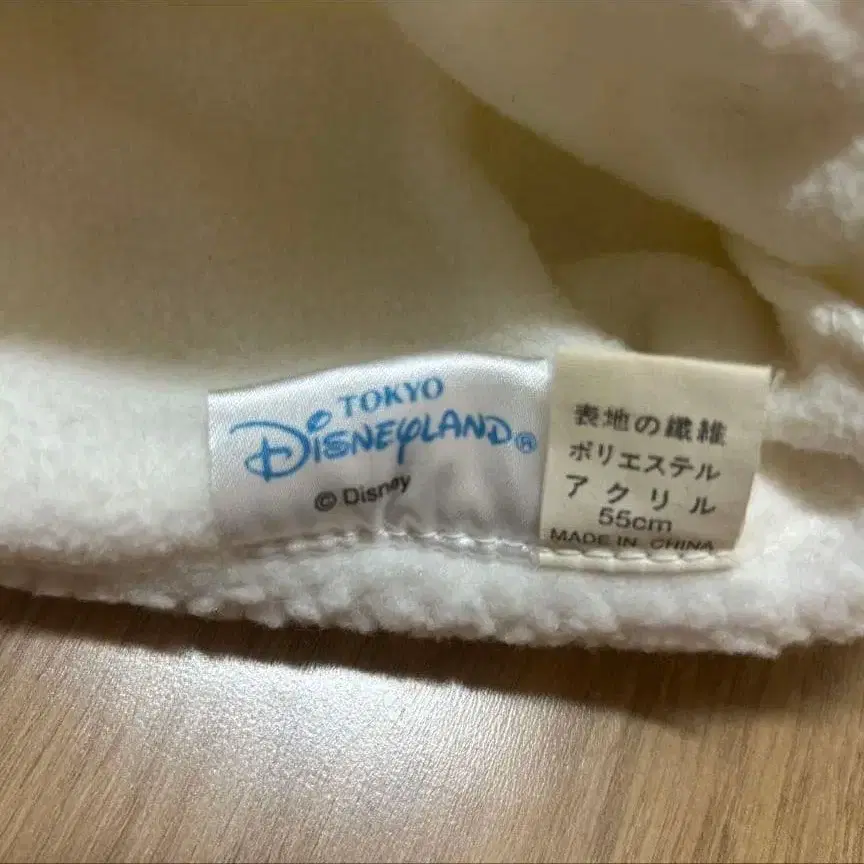 TOKYO
DISNEYLAND®
© Disney
表地の繊維
ポリエステル
アクリル
55cm
MADE IN CHINA